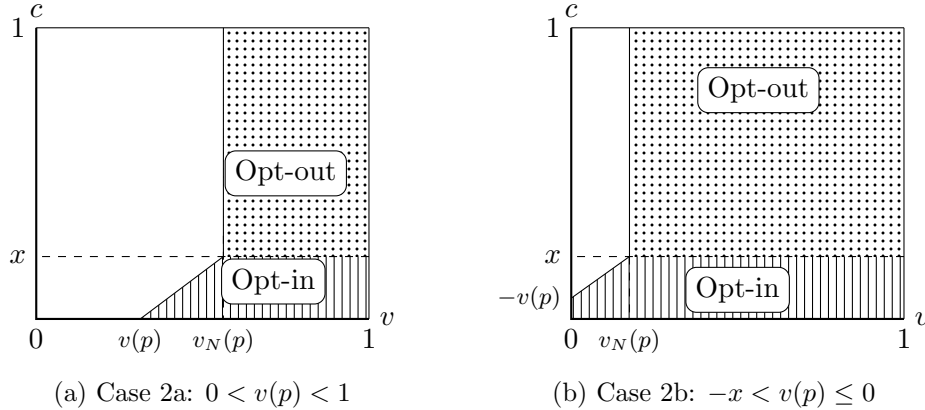 c
1
Opt-out
x
Opt-in
0
v(p)
v_N(p)
1
v
(a) Case 2a: 0 < v(p) < 1
c
1
Opt-out
x
Opt-in
−v(p)
0
v_N(p)
1
v
(b) Case 2b: −x < v(p) ≤ 0